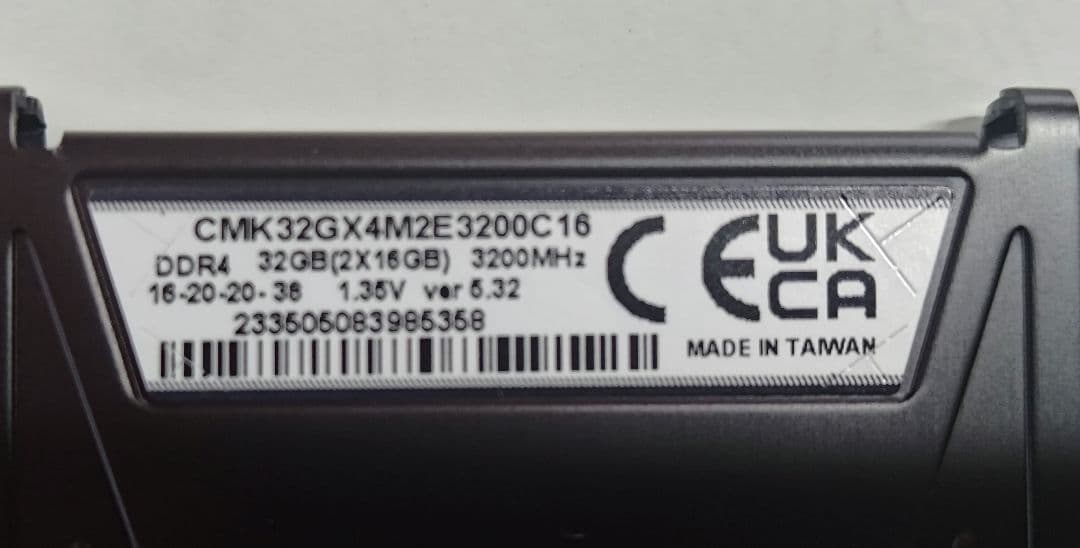 CMK32GX4M2E3200C16
DDR4 32GB(2X16GB) 3200MHz
16-20-20-38 1.35V ver 5.32
233505083985358
CE UK CA
MADE IN TAIWAN